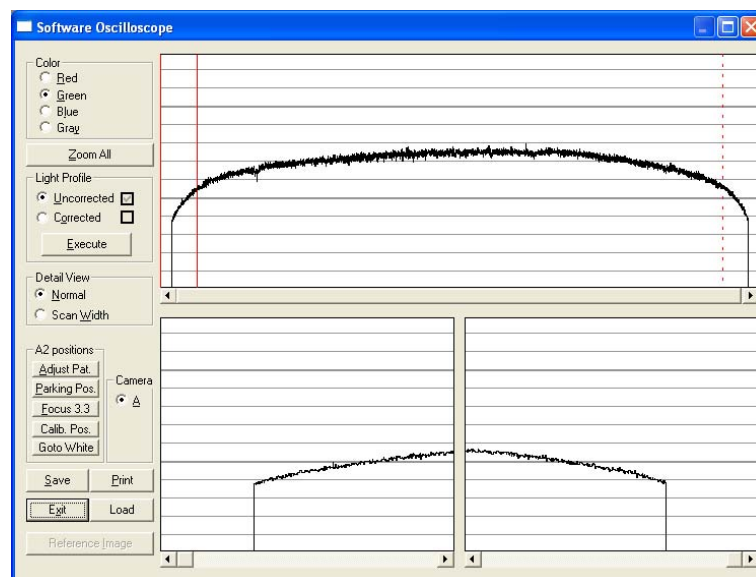 Software Oscilloscope
Color
Red
Green
Blue
Gray
Zoom All
Light Profile
Uncorrected
Corrected
Execute
Detail View
Normal
Scan Width
A2 positions
Adjust Pat.
Parking Pos.
Focus 3.3
Calib. Pos.
Goto White
Camera
A
Save Print
Exit Load
Reference Image